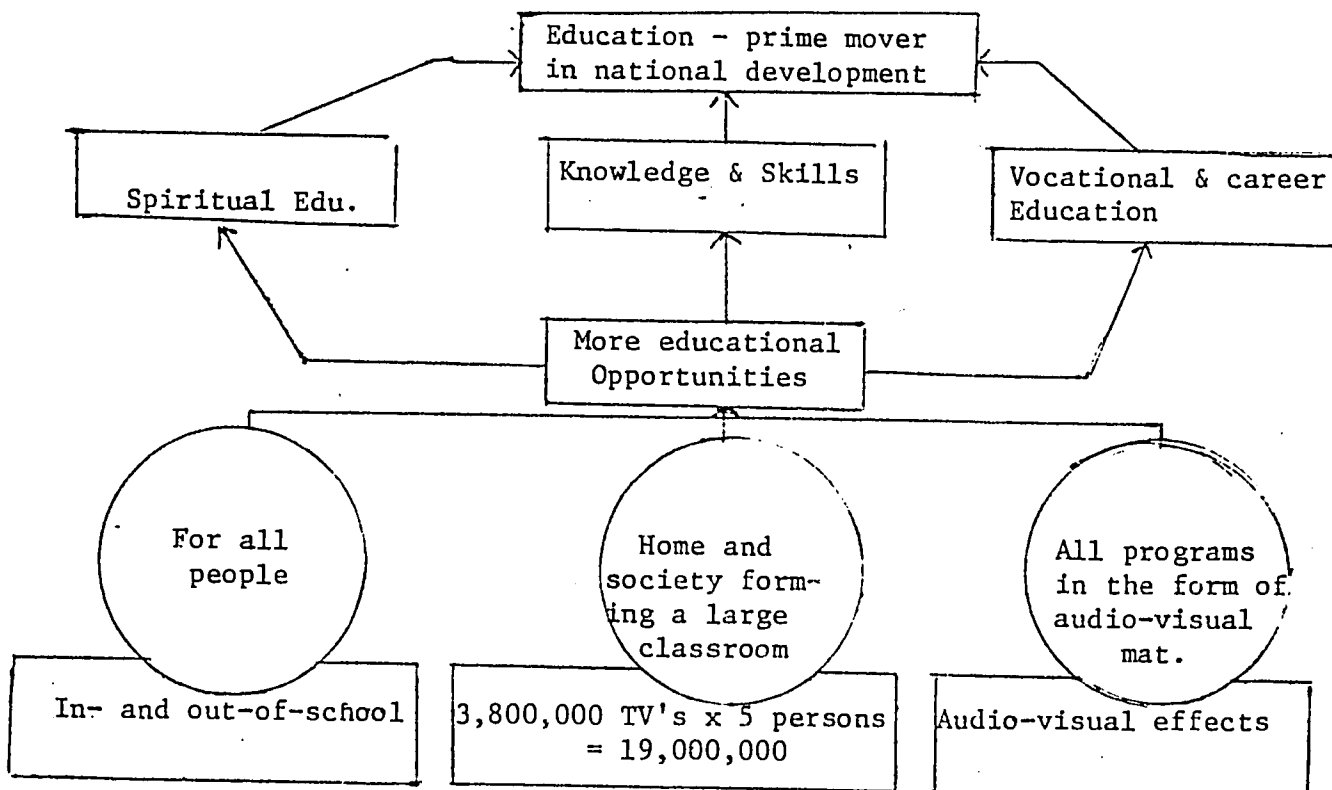 Education - prime mover
in national development
Spiritual Edu.
Knowledge & Skills
Vocational & career
Education
More educational
Opportunities
For all
people
Home and
society form-
ing a large
classroom
All programs
in the form of
audio-visual
mat.
In- and out-of-school
3,800,000 TV's x 5 persons
= 19,000,000
Audio-visual effects